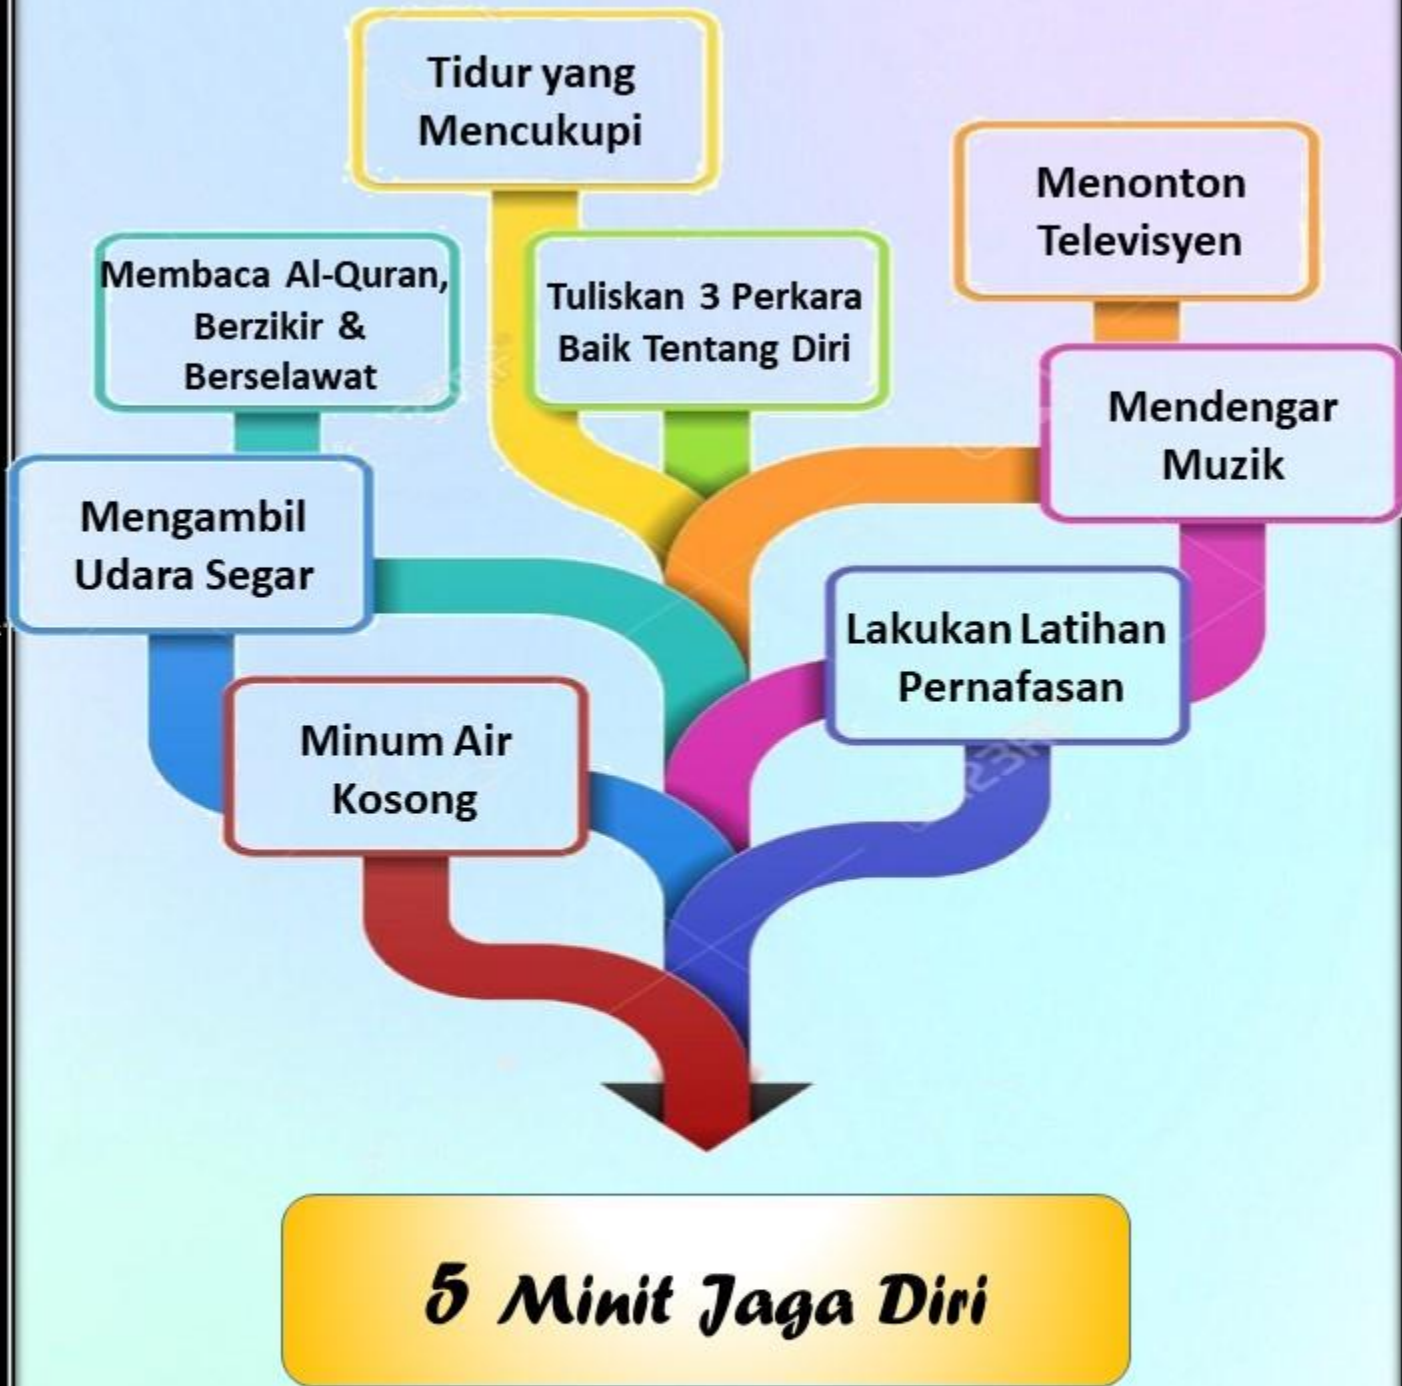 Tidur yang
Mencukupi
Menonton
Televisyen
Membaca Al-Quran,
Berzikir &
Berselawat
Tuliskan 3 Perkara
Baik Tentang Diri
Mendengar
Muzik
Mengambil
Udara Segar
Lakukan Latihan
Pernafasan
Minum Air
Kosong
5 Minit Jaga Diri